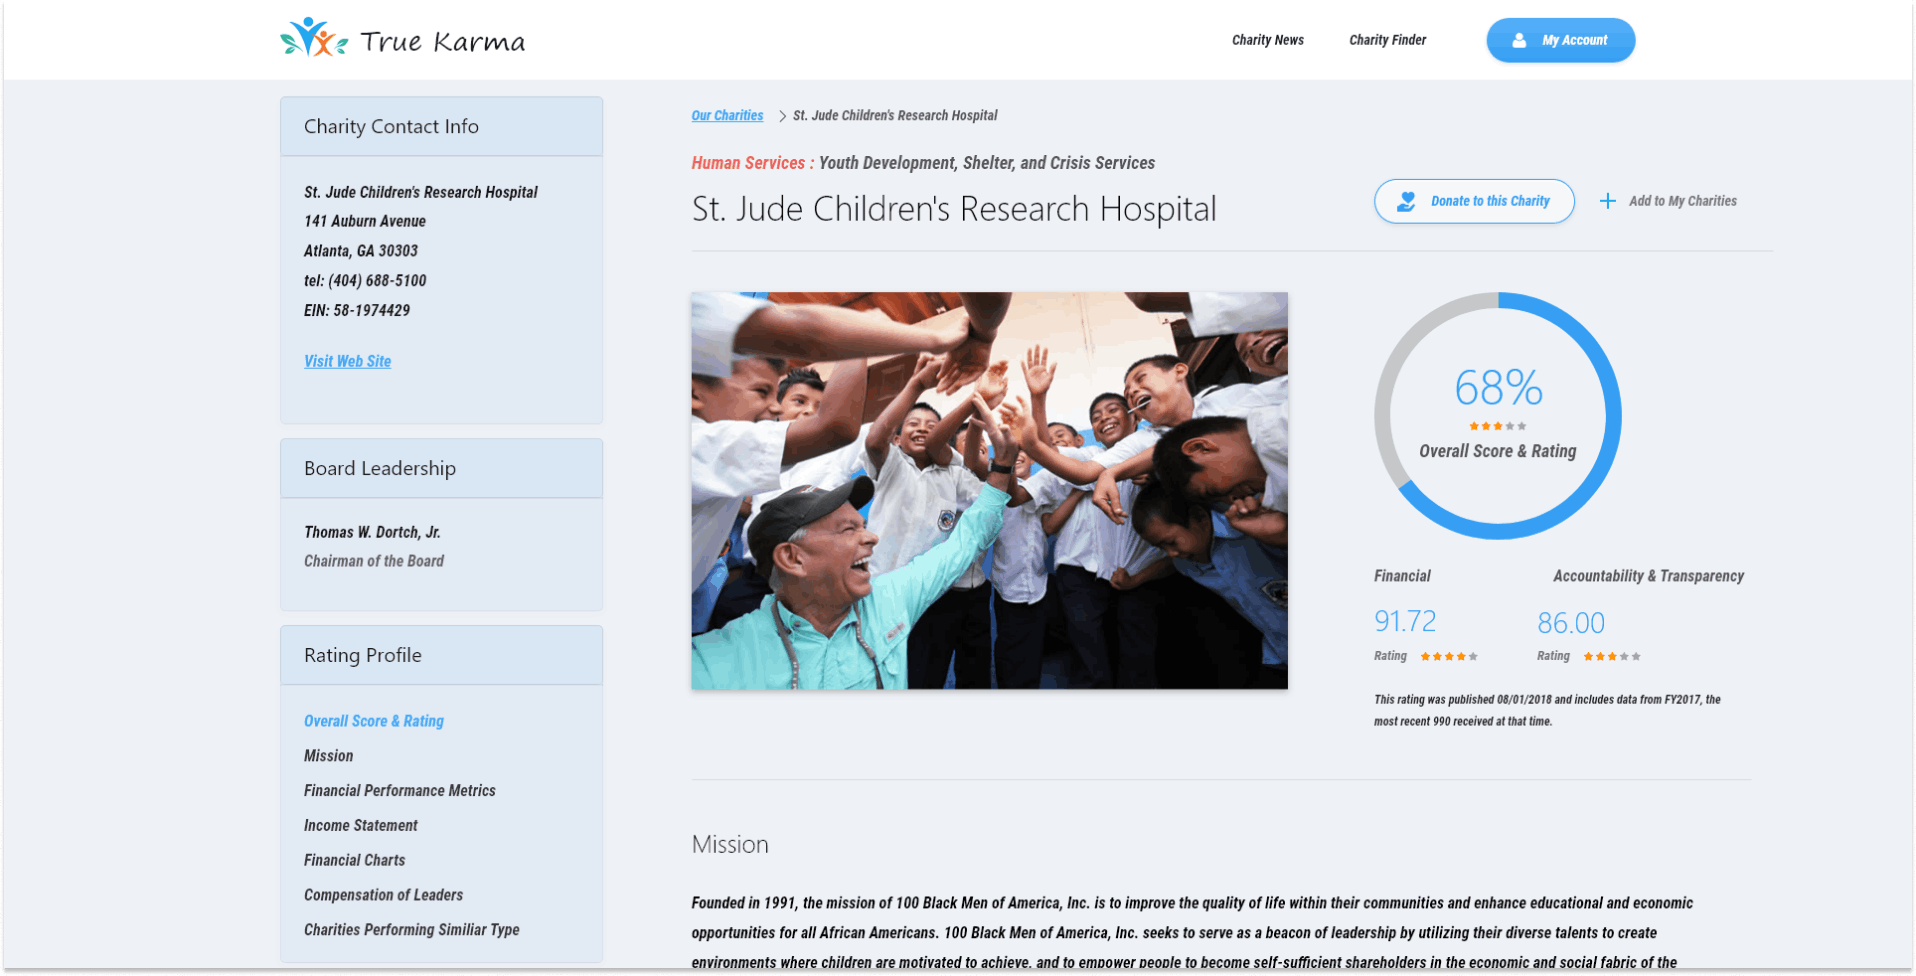 True Karma
Charity News
Charity Finder
My Account
Charity Contact Info
St. Jude Children's Research Hospital
141 Auburn Avenue
Atlanta, GA 30303
tel: (404) 688-5100
EIN: 58-1974429
Visit Web Site
Board Leadership
Thomas W. Dortch, Jr.
Chairman of the Board
Rating Profile
Overall Score & Rating
Mission
Financial Performance Metrics
Income Statement
Financial Charts
Compensation of Leaders
Charities Performing Similiar Type
Our Charities > St. Jude Children's Research Hospital
Human Services : Youth Development, Shelter, and Crisis Services
St. Jude Children's Research Hospital
Donate to this Charity
Add to My Charities
68%
Overall Score & Rating
Financial
Accountability & Transparency
91.72
86.00
Rating
Rating
This rating was published 08/01/2018 and includes data from FY2017, the
most recent 990 received at that time.
Mission
Founded in 1991, the mission of 100 Black Men of America, Inc. is to improve the quality of life within their communities and enhance educational and economic
opportunities for all African Americans. 100 Black Men of America, Inc. seeks to serve as a beacon of leadership by utilizing their diverse talents to create
environments where children are motivated to achieve, and to empower people to become self-sufficient shareholders in the economic and social fabric of the